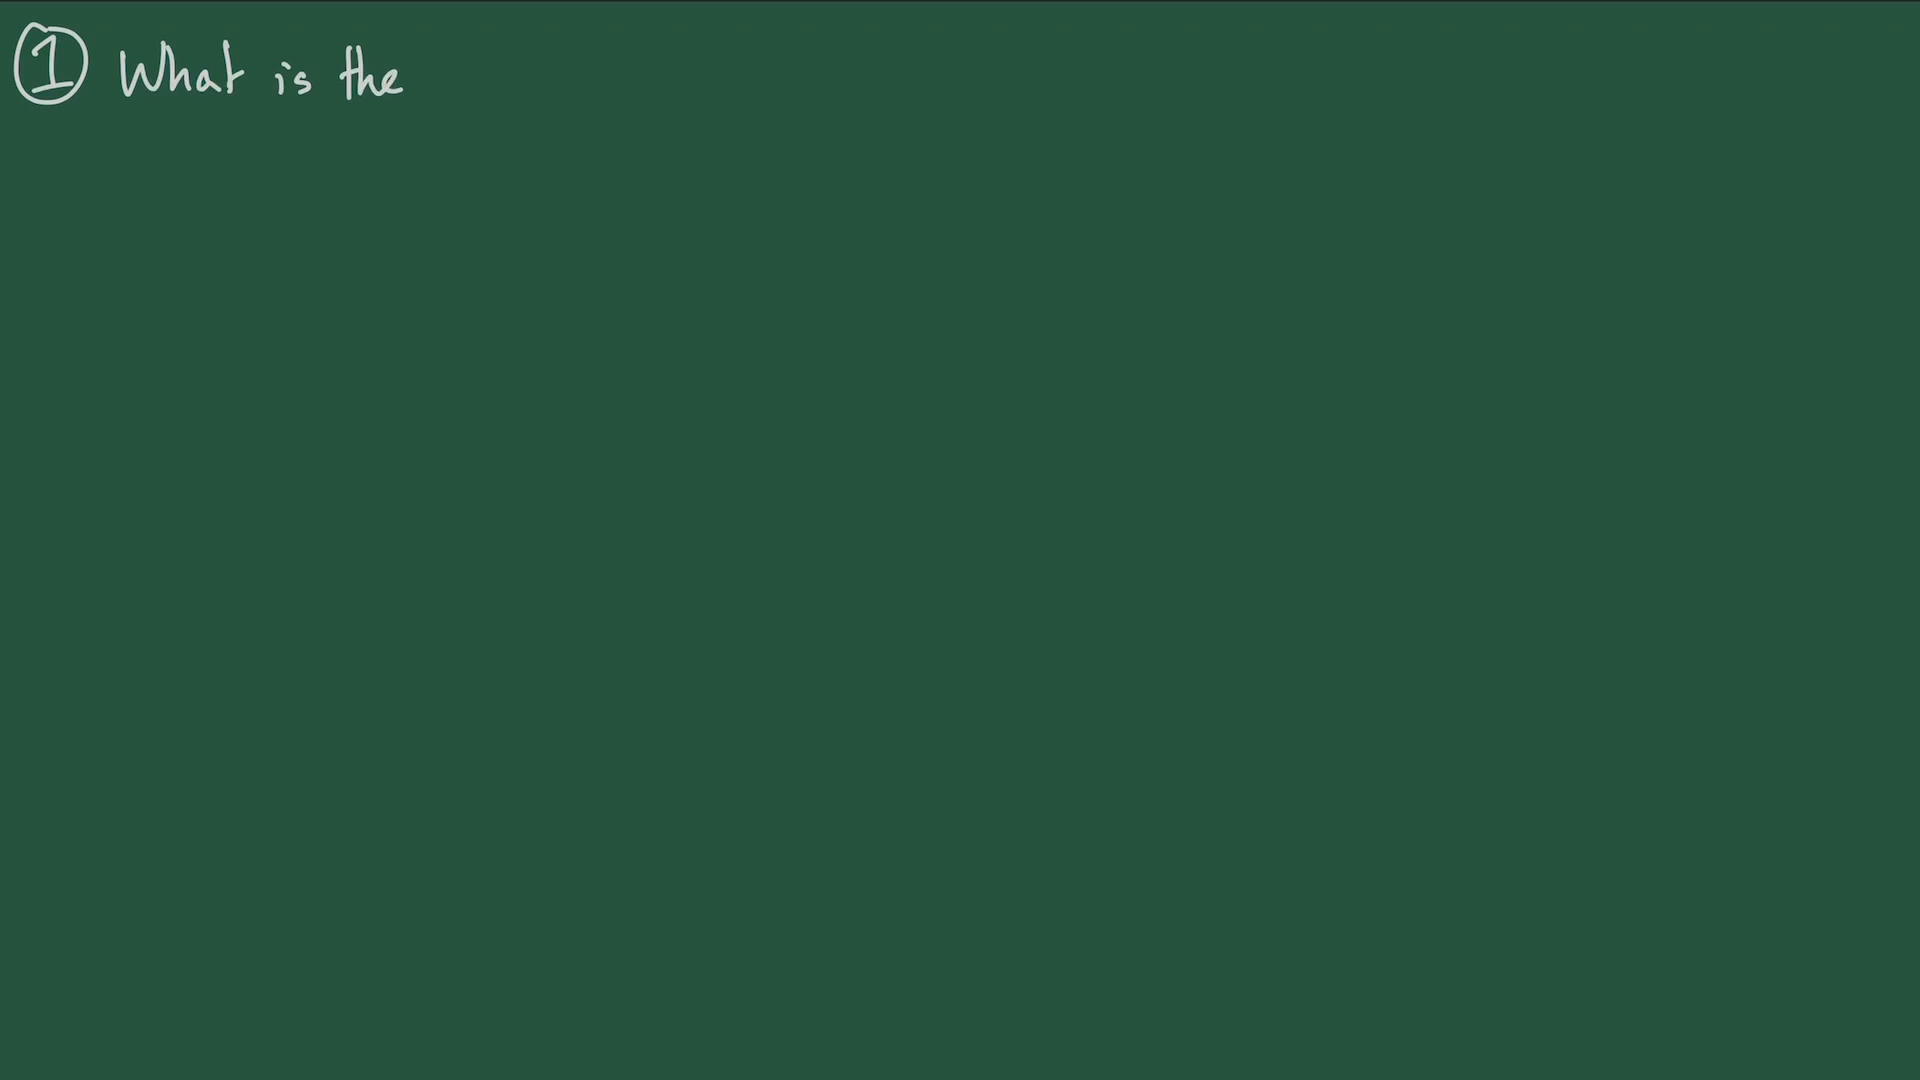 ① What is the